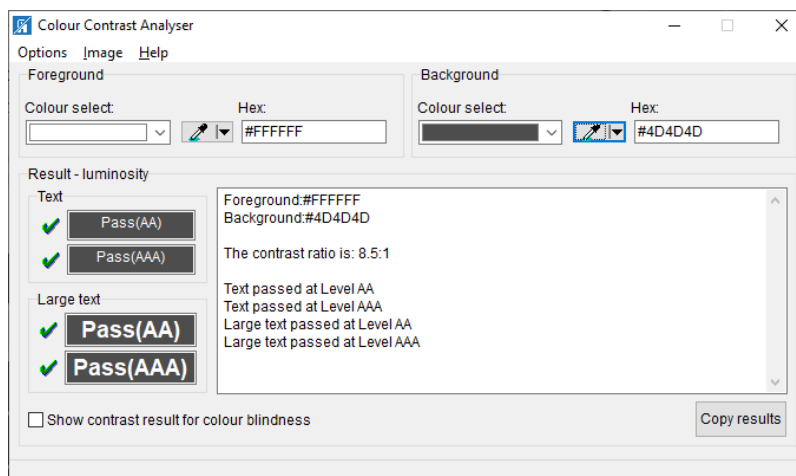 Colour Contrast Analyser
Options Image Help
Foreground
Background
Colour select:
Hex:
Colour select:
Hex:
#FFFFFF
#4D4D4D
Result - luminosity
Text
Pass(AA)
Pass(AAA)
Large text
Pass(AA)
Pass(AAA)
Foreground:#FFFFFF
Background:#4D4D4D
The contrast ratio is: 8.5:1
Text passed at Level AA
Text passed at Level AAA
Large text passed at Level AA
Large text passed at Level AAA
Show contrast result for colour blindness
Copy results